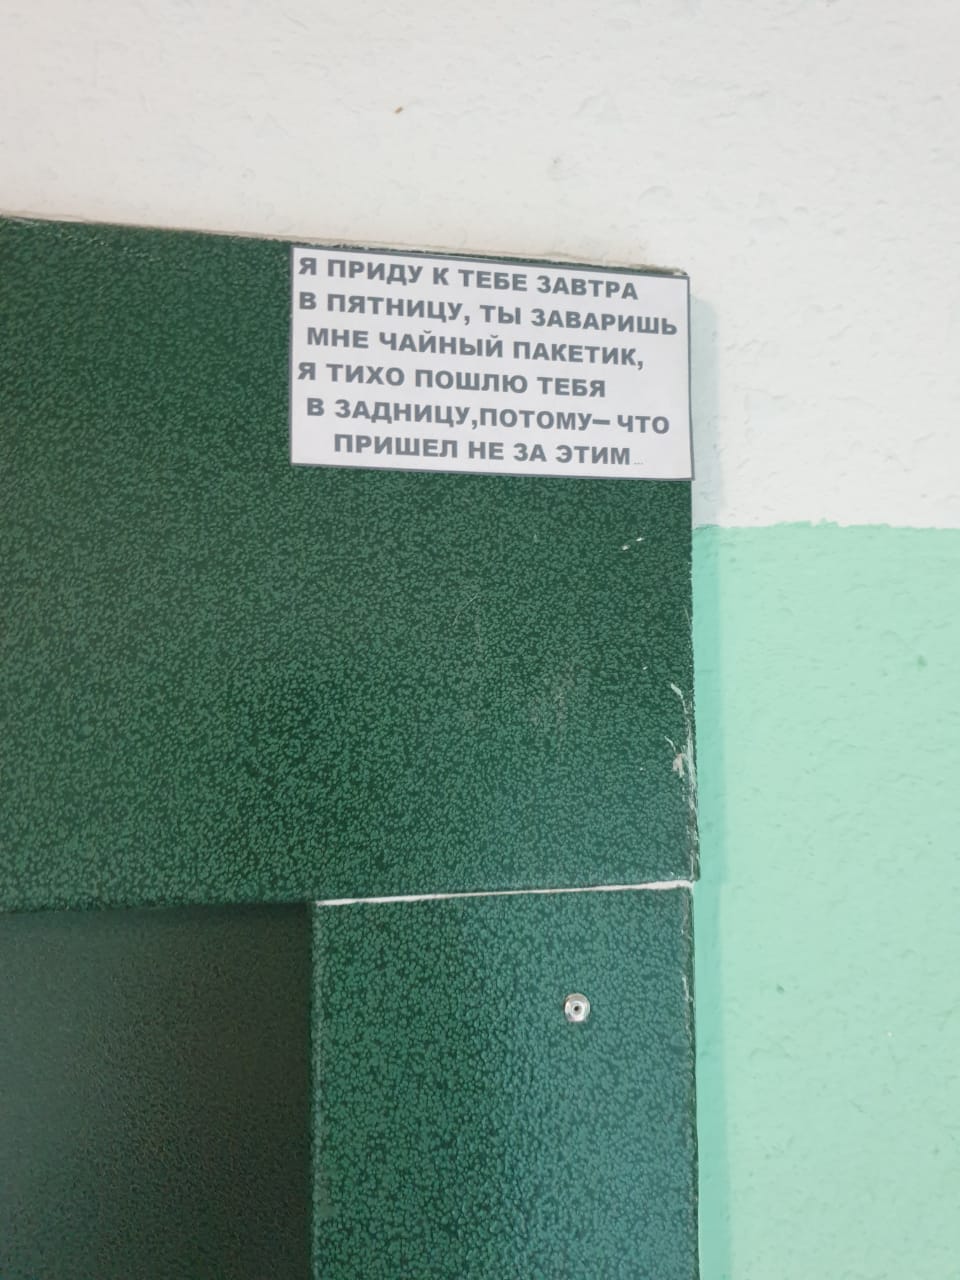 Я ПРИДУ К ТЕБЕ ЗАВТРА
В ПЯТНИЦУ, ТЫ ЗАВАРИШЬ
МНЕ ЧАЙНЫЙ ПАКЕТИК,
Я ТИХО ПОШЛЮ ТЕБЯ
В ЗАДНИЦУ,ПОТОМУ–ЧТО
ПРИШЕЛ НЕ ЗА ЭТИМ...